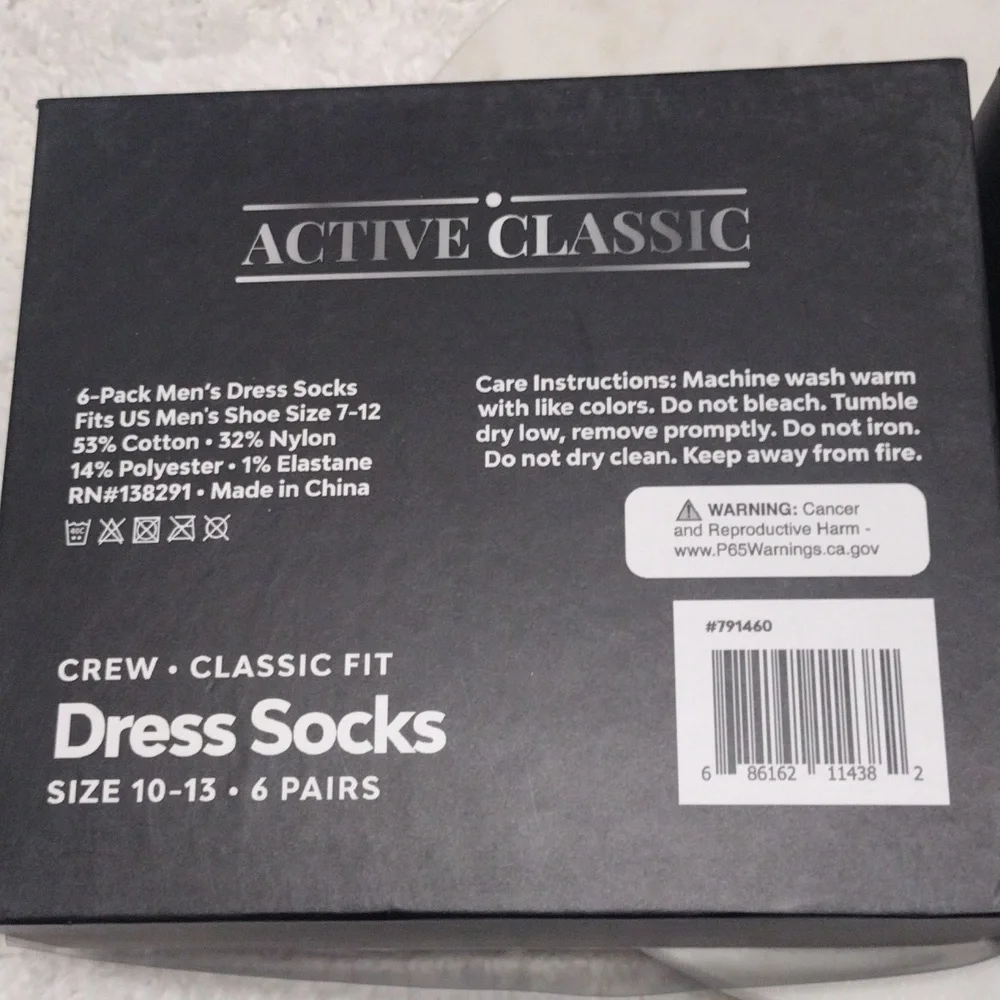 ACTIVE CLASSIC
6-Pack Men's Dress Socks
Fits US Men's Shoe Size 7-12
53% Cotton • 32% Nylon
14% Polyester • 1% Elastane
RN#138291 • Made in China
40C
Care Instructions: Machine wash warm
with like colors. Do not bleach. Tumble
dry low, remove promptly. Do not iron.
Do not dry clean. Keep away from fire.
WARNING: Cancer
and Reproductive Harm -
www.P65Warnings.ca.gov
CREW • CLASSIC FIT
Dress Socks
SIZE 10-13 • 6 PAIRS
#791460
6 86162 11438 2